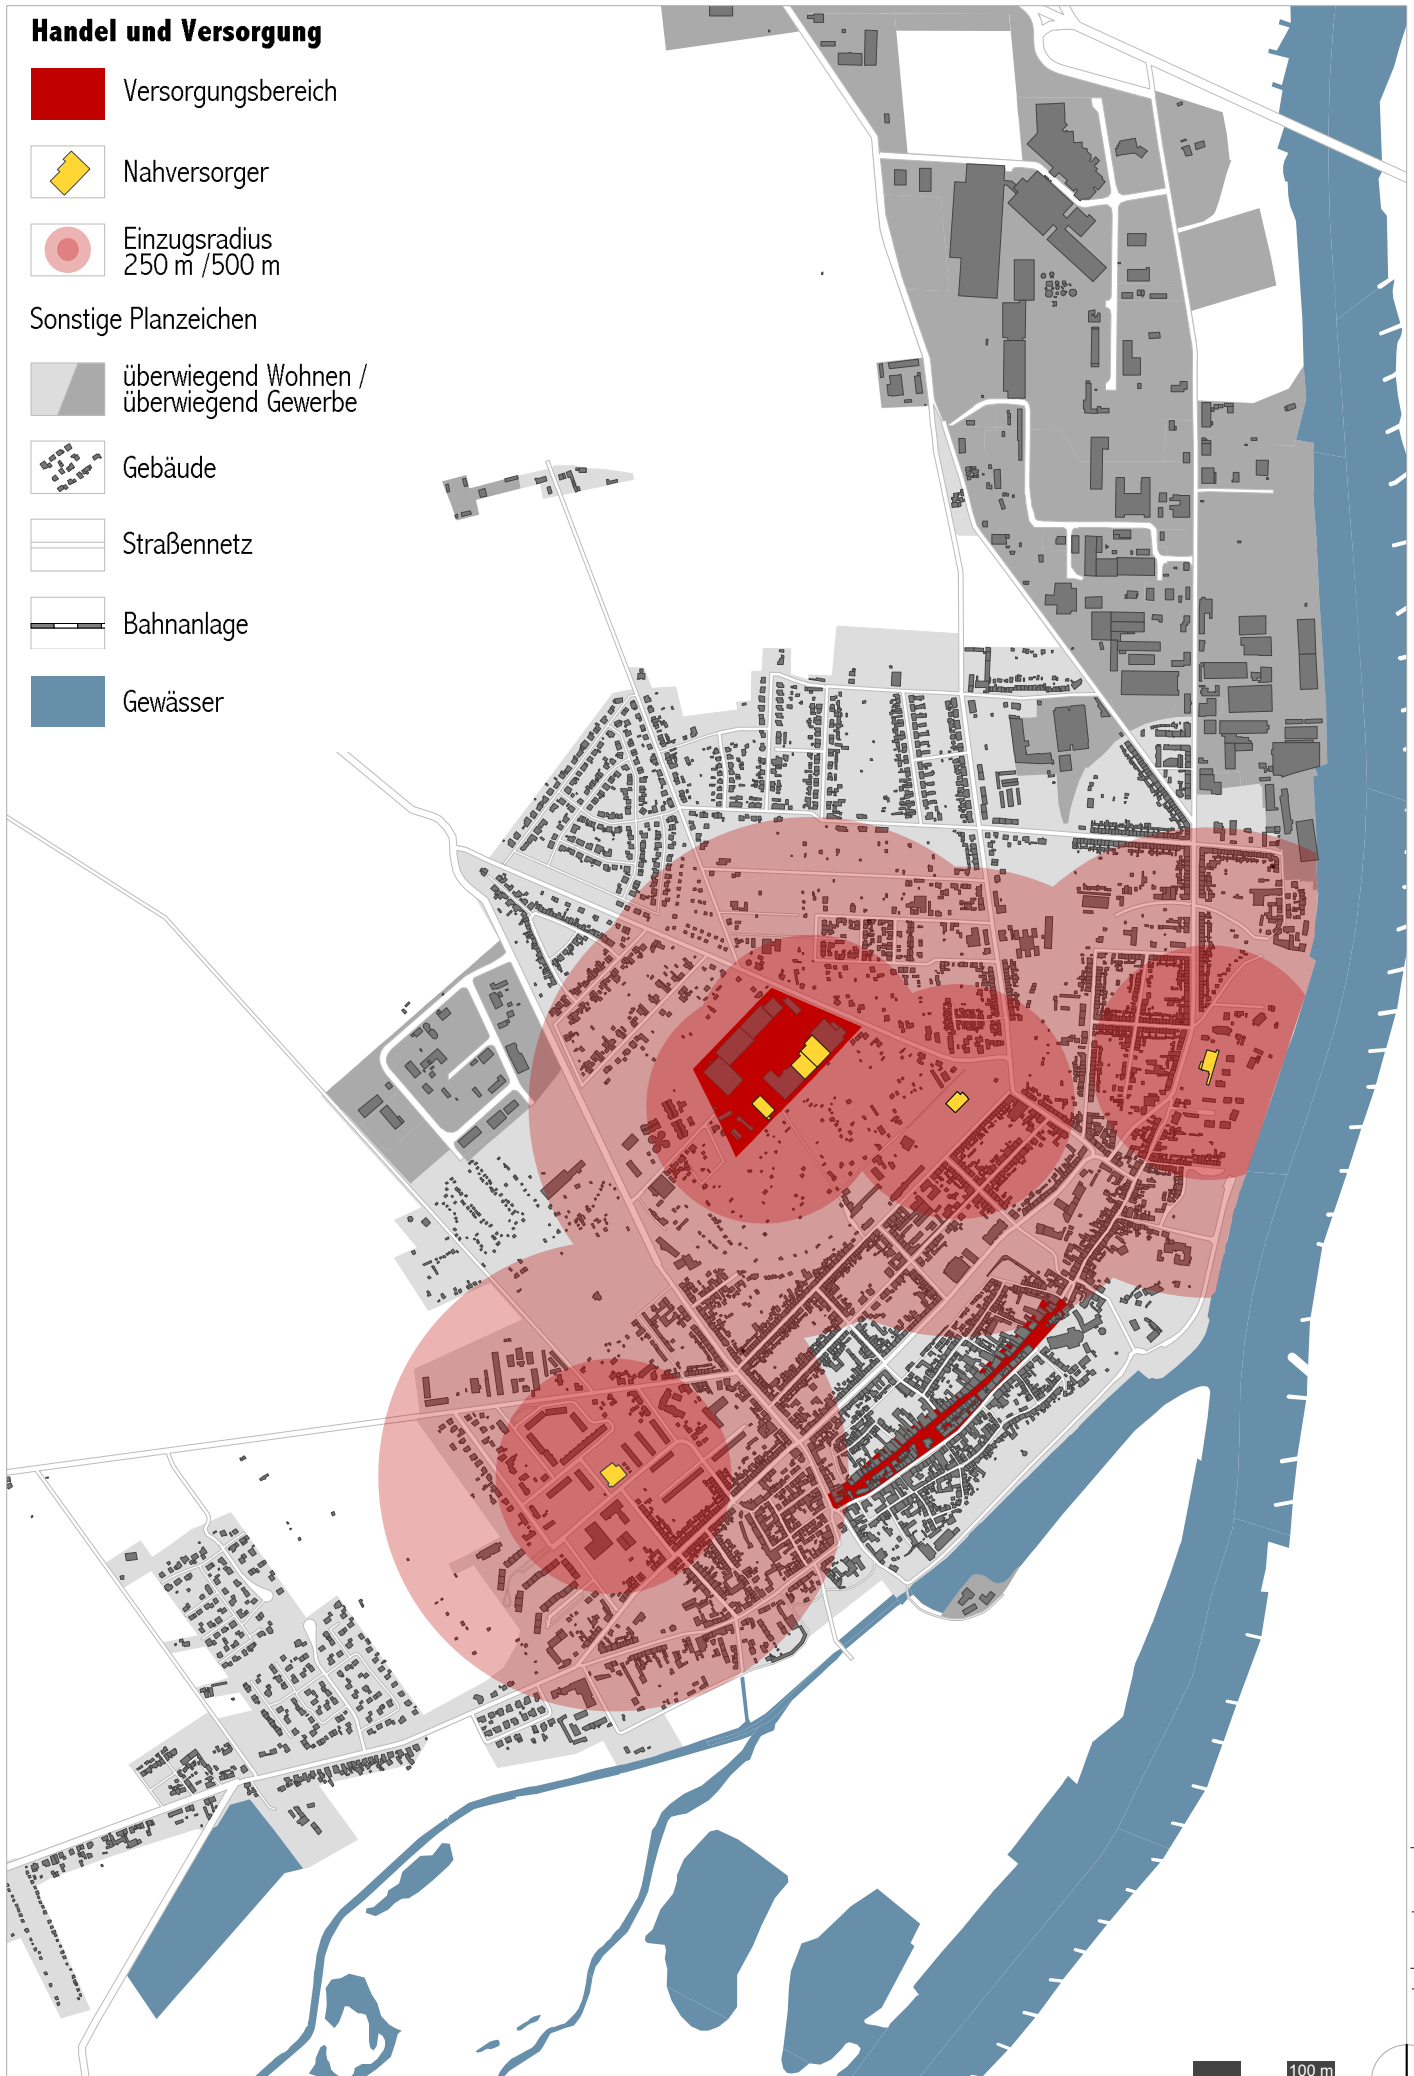 Handel und Versorgung
Versorgungsbereich
Nahversorger
Einzugsradius
250 m /500 m
Sonstige Planzeichen
überwiegend Wohnen /
überwiegend Gewerbe
Gebäude
Straßennetz
Bahnanlage
Gewässer
100 m